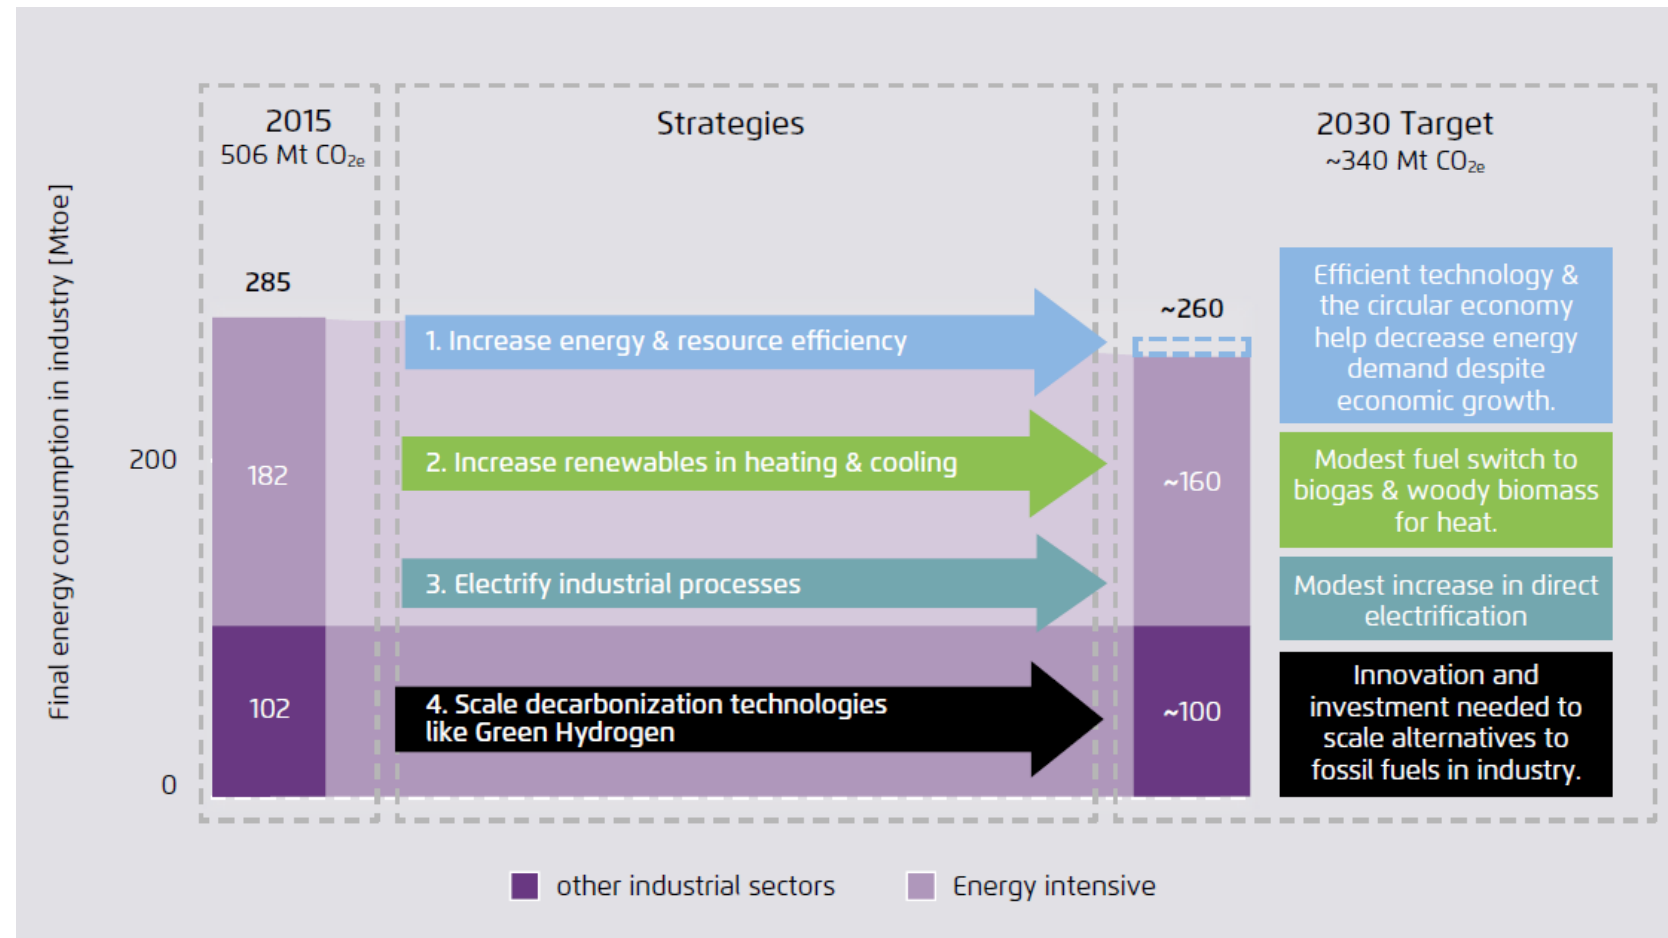 2015
506 Mt CO2e
Strategies
2030 Target
~340 Mt CO2e
Final energy consumption in industry [Mtoe]
285
182
102
200
0
1. Increase energy & resource efficiency
2. Increase renewables in heating & cooling
3. Electrify industrial processes
4. Scale decarbonization technologies
like Green Hydrogen
~260
~160
~100
Efficient technology &
the circular economy
help decrease energy
demand despite
economic growth.
Modest fuel switch to
biogas & woody biomass
for heat.
Modest increase in direct
electrification
Innovation and
investment needed to
scale alternatives to
fossil fuels in industry.
other industrial sectors
Energy intensive